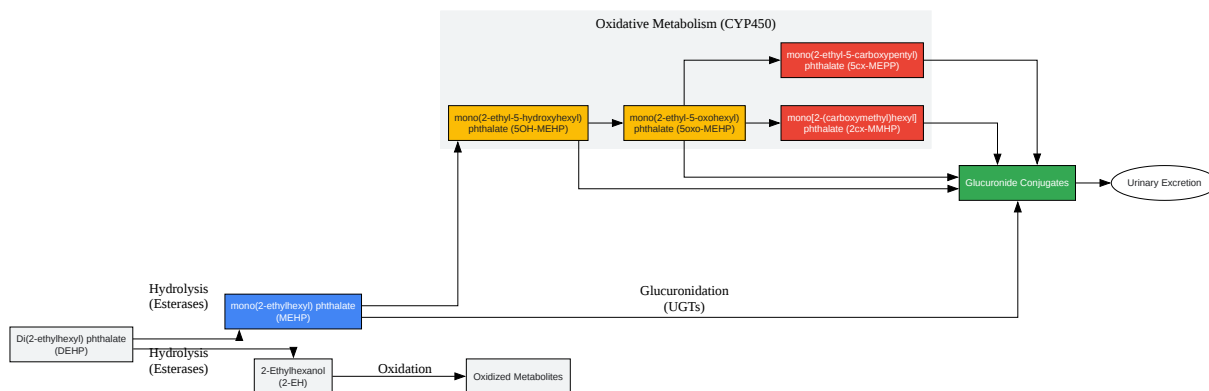 Oxidative Metabolism (CYP450)
mono(2-ethyl-5-carboxypentyl)
phthalate (5cx-MEPP)
mono(2-ethyl-5-hydroxyhexyl)
phthalate (5OH-MEHP)
mono(2-ethyl-5-oxohexyl)
phthalate (5oxo-MEHP)
mono[2-(carboxymethyl)hexyl]
phthalate (2cx-MMHP)
Glucuronide Conjugates
Urinary Excretion
Hydrolysis
(Esterases)
mono(2-ethylhexyl) phthalate
(MEHP)
Glucuronidation
(UGTs)
Di(2-ethylhexyl) phthalate
(DEHP)
Hydrolysis
(Esterases)
2-Ethylhexanol
(2-EH)
Oxidation
Oxidized Metabolites